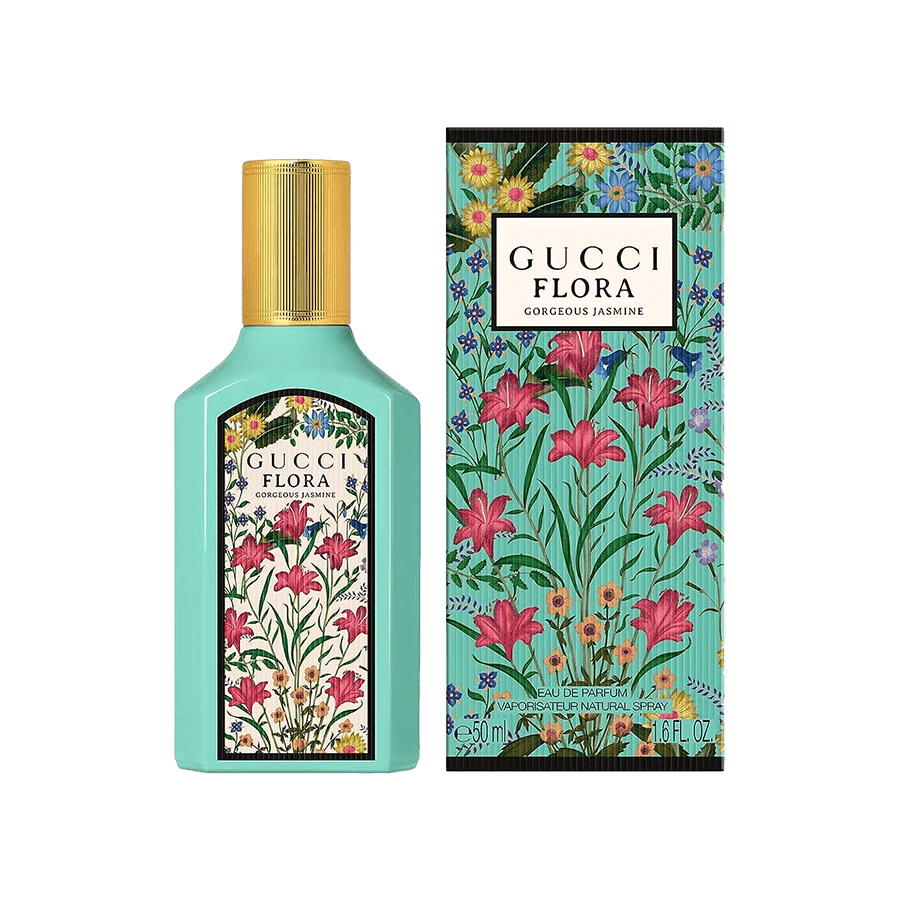 GUCCI
FLORA
GORGEOUS JASMINE
GUCCI
FLORA
GORGEOUS JASMINE
EAU DE PARFUM
VAPORISATEUR NATURAL SPRAY
℮50 ml 1.6 FL. OZ.